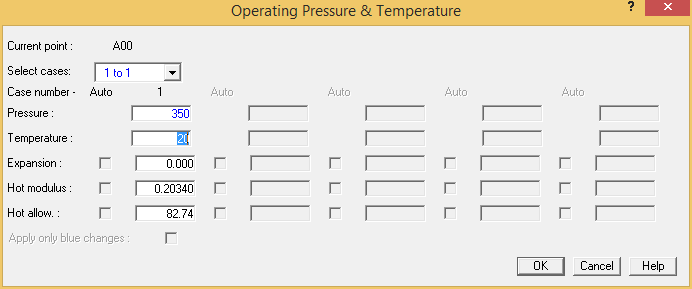 Operating Pressure & Temperature ? ×
Current point : A00
Select cases: 1 to 1
Case number - Auto 1 Auto Auto Auto Auto
Pressure : 350
Temperature : 20
Expansion : 0.000
Hot modulus : 0.20340
Hot allow. : 82.74
Apply only blue changes :
OK Cancel Help